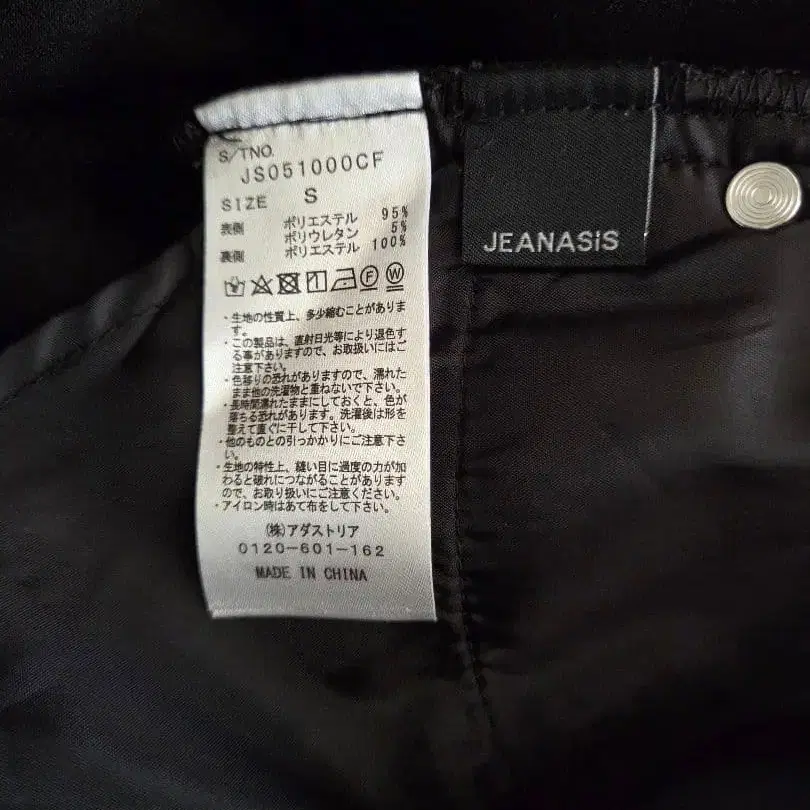 S/TNO.
JS051000CF
SIZE S
表側 ポリエステル 95%
ポリウレタン 5%
裏側 ポリエステル 100%
F W
・生地の性質上、多少縮むことがありま
す。
・この製品は、直射日光等により退色す
る事がありますので、お取扱いにはご
注意下さい。
・色移りの恐れがありますので、濡れた
まま他の洗濯物と重ねないで下さい。
・長時間濡れたままにしておくと、色が
落ちる恐れがあります。洗濯後は形を
整えて直ぐに干して下さい。
・他のものとの引っかかりにご注意下さ
い。
・生地の特性上、縫い目に過度の力が加
わると破れにつながることがあります
ので、お取り扱いにご注意ください。
・アイロン時はあて布をして下さい。
(株)アダストリア
0120-601-162
MADE IN CHINA
JEANASiS